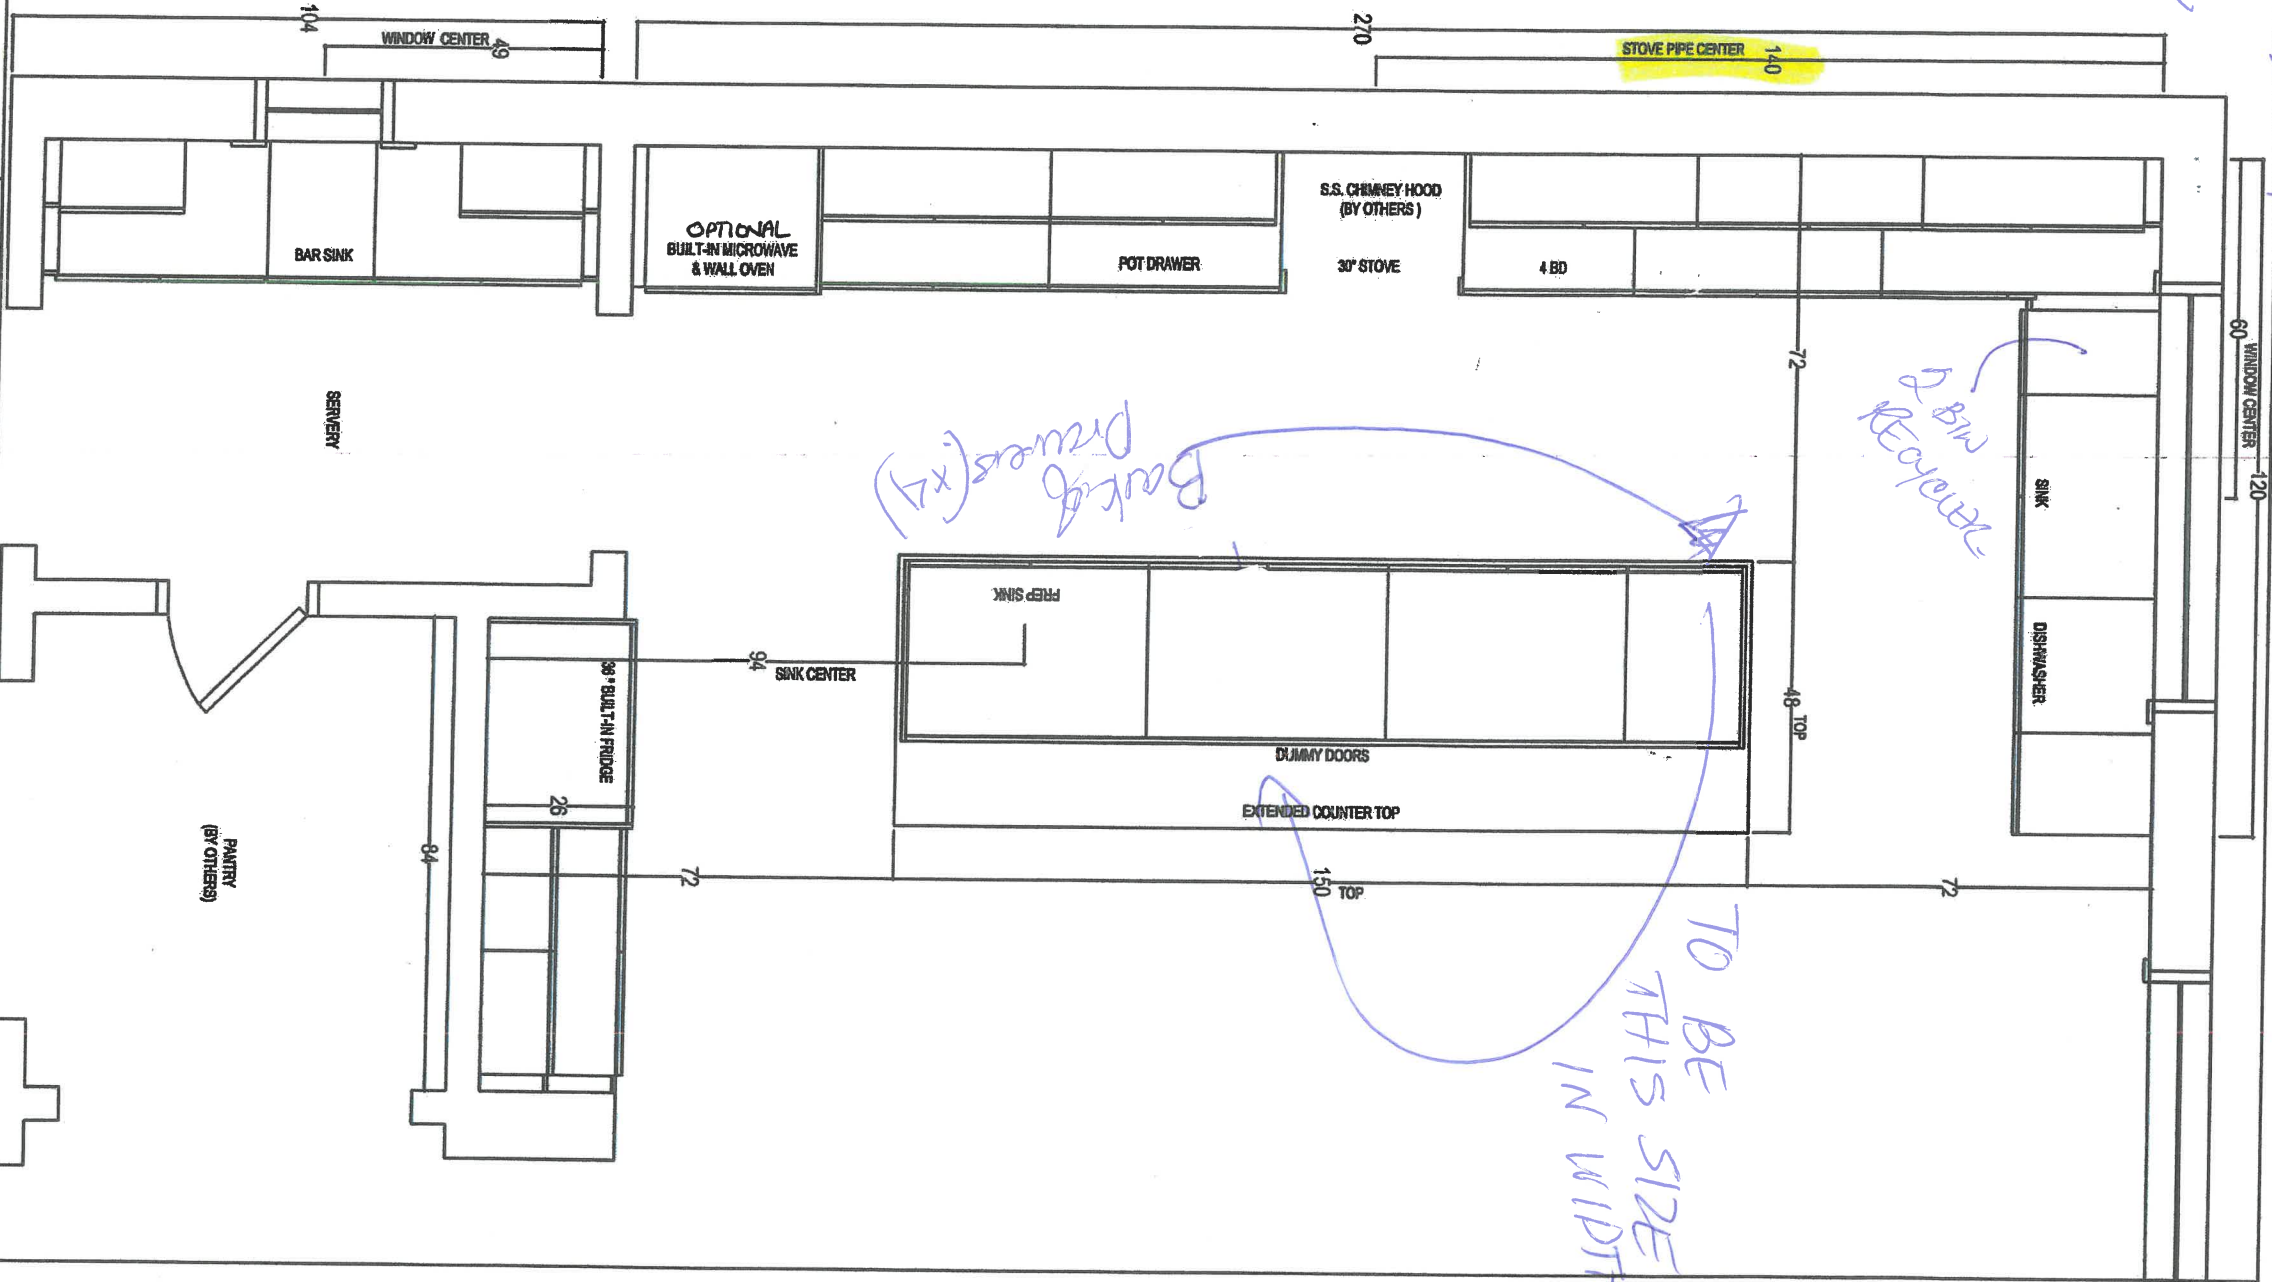 104
WINDOW CENTER 49
270
STOVE PIPE CENTER 140
S.S. CHIMNEY HOOD
(BY OTHERS)
OPTIONAL
BUILT-IN MICROWAVE
& WALL OVEN
BAR SINK
POT DRAWER
30" STOVE
4 BD
60 WINDOW CENTER
120
72
2 BIN
RECYCLER
SERVERY
Bank of
Drawers (x4)
SINK
PREP SINK
DISHWASHER
94 SINK CENTER
36" BUILT-IN FRIDGE
48 TOP
DUMMY DOORS
26
EXTENDED COUNTER TOP
PANTRY
(BY OTHERS)
84
72
150 TOP
72
TO BE
THIS SIZE
IN WIDT